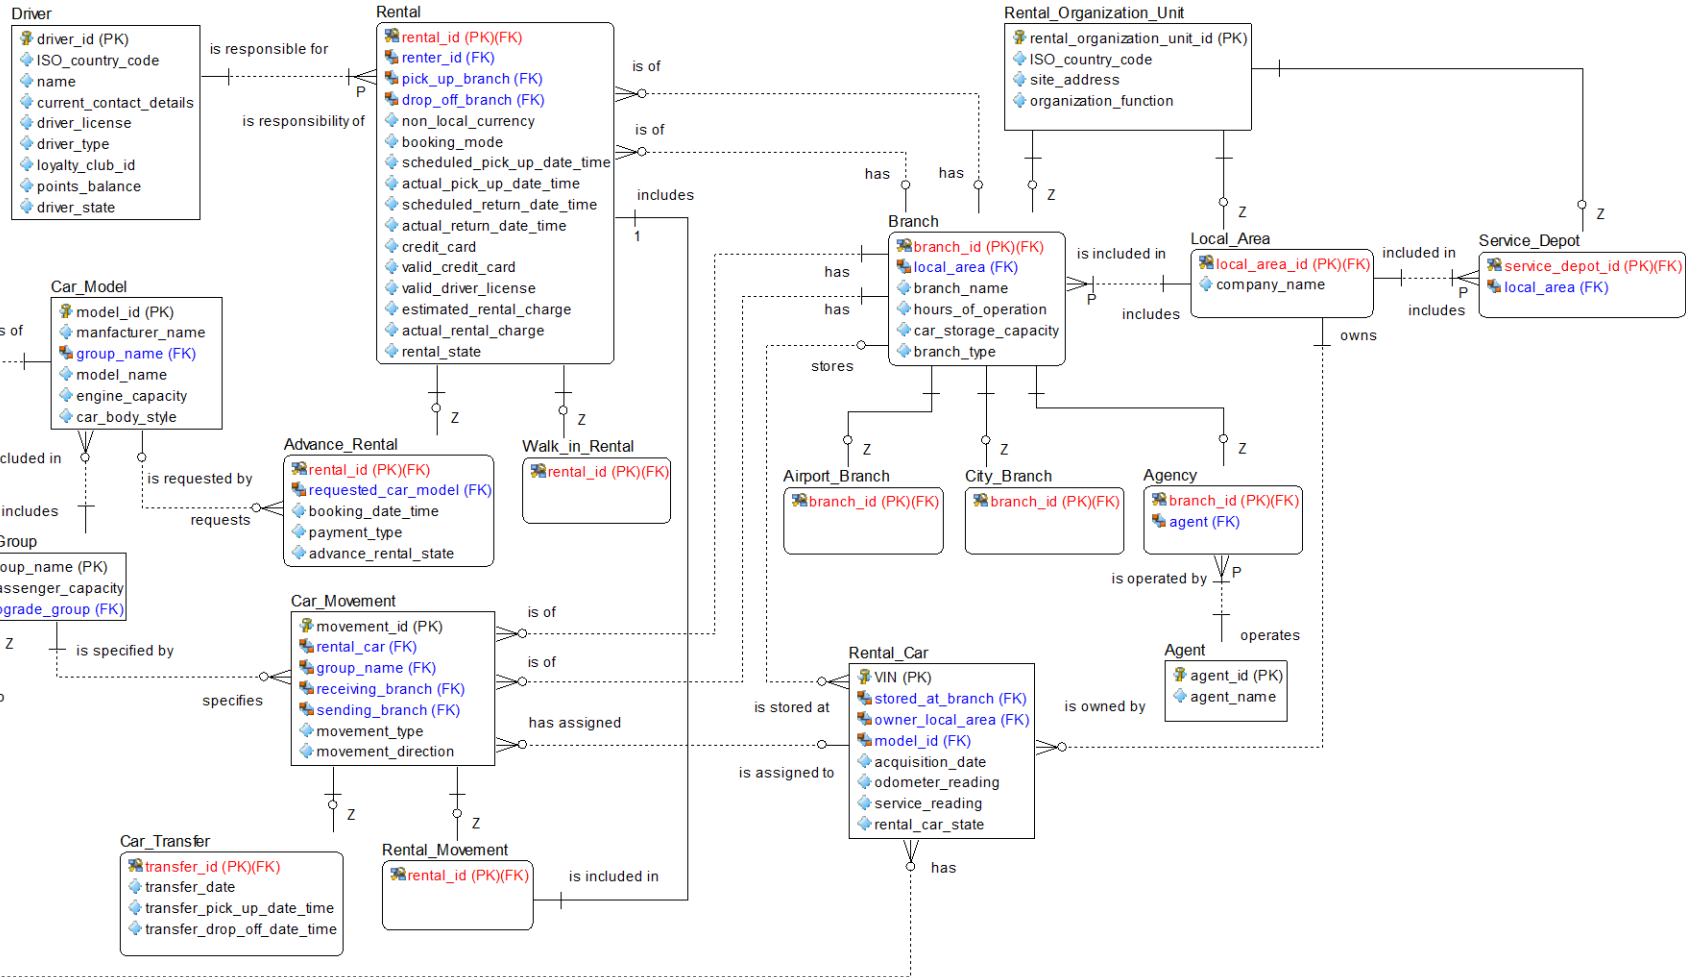 Driver
driver_id (PK)
ISO_country_code
name
current_contact_details
driver_license
driver_type
loyalty_club_id
points_balance
driver_state
is responsible for
P
is responsibility of
Rental
rental_id (PK)(FK)
renter_id (FK)
pick_up_branch (FK)
drop_off_branch (FK)
non_local_currency
booking_mode
scheduled_pick_up_date_time
actual_pick_up_date_time
scheduled_return_date_time
actual_return_date_time
credit_card
valid_credit_card
valid_driver_license
estimated_rental_charge
actual_rental_charge
rental_state
is of
is of
includes
1
has
has
Rental_Organization_Unit
rental_organization_unit_id (PK)
ISO_country_code
site_address
organization_function
Z
Z
Z
Branch
branch_id (PK)(FK)
local_area (FK)
branch_name
hours_of_operation
car_storage_capacity
branch_type
has
has
stores
is included in
P
includes
Local_Area
local_area_id (PK)(FK)
company_name
included in
P
includes
owns
Service_Depot
service_depot_id (PK)(FK)
local_area (FK)
Car_Model
model_id (PK)
manfacturer_name
group_name (FK)
model_name
engine_capacity
car_body_style
s of
cluded in
includes
is requested by
requests
Z
Z
Advance_Rental
rental_id (PK)(FK)
requested_car_model (FK)
booking_date_time
payment_type
advance_rental_state
Walk_in_Rental
rental_id (PK)(FK)
Z
Z
Z
Airport_Branch
branch_id (PK)(FK)
City_Branch
branch_id (PK)(FK)
Agency
branch_id (PK)(FK)
agent (FK)
P
is operated by
operates
Agent
agent_id (PK)
agent_name
Group
oup_name (PK)
assenger_capacity
ograde_group (FK)
Z
is specified by
specifies
Car_Movement
movement_id (PK)
rental_car (FK)
group_name (FK)
receiving_branch (FK)
sending_branch (FK)
movement_type
movement_direction
is of
is of
has assigned
is stored at
is assigned to
Rental_Car
VIN (PK)
stored_at_branch (FK)
owner_local_area (FK)
model_id (FK)
acquisition_date
odometer_reading
service_reading
rental_car_state
is owned by
has
Z
Z
Car_Transfer
transfer_id (PK)(FK)
transfer_date
transfer_pick_up_date_time
transfer_drop_off_date_time
Rental_Movement
rental_id (PK)(FK)
is included in